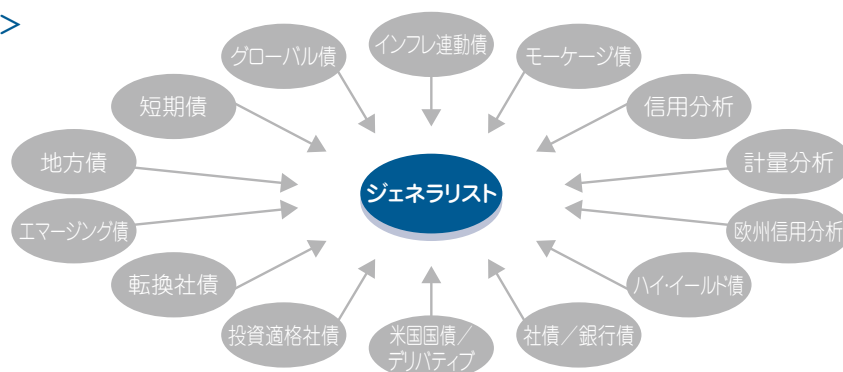 >
インフレ連動債
グローバル債
モーケージ債
短期債
信用分析
地方債
計量分析
ジェネラリスト
エマージング債
欧州信用分析
転換社債
ハイ・イールド債
投資適格社債
米国国債／
デリバティブ
社債／銀行債